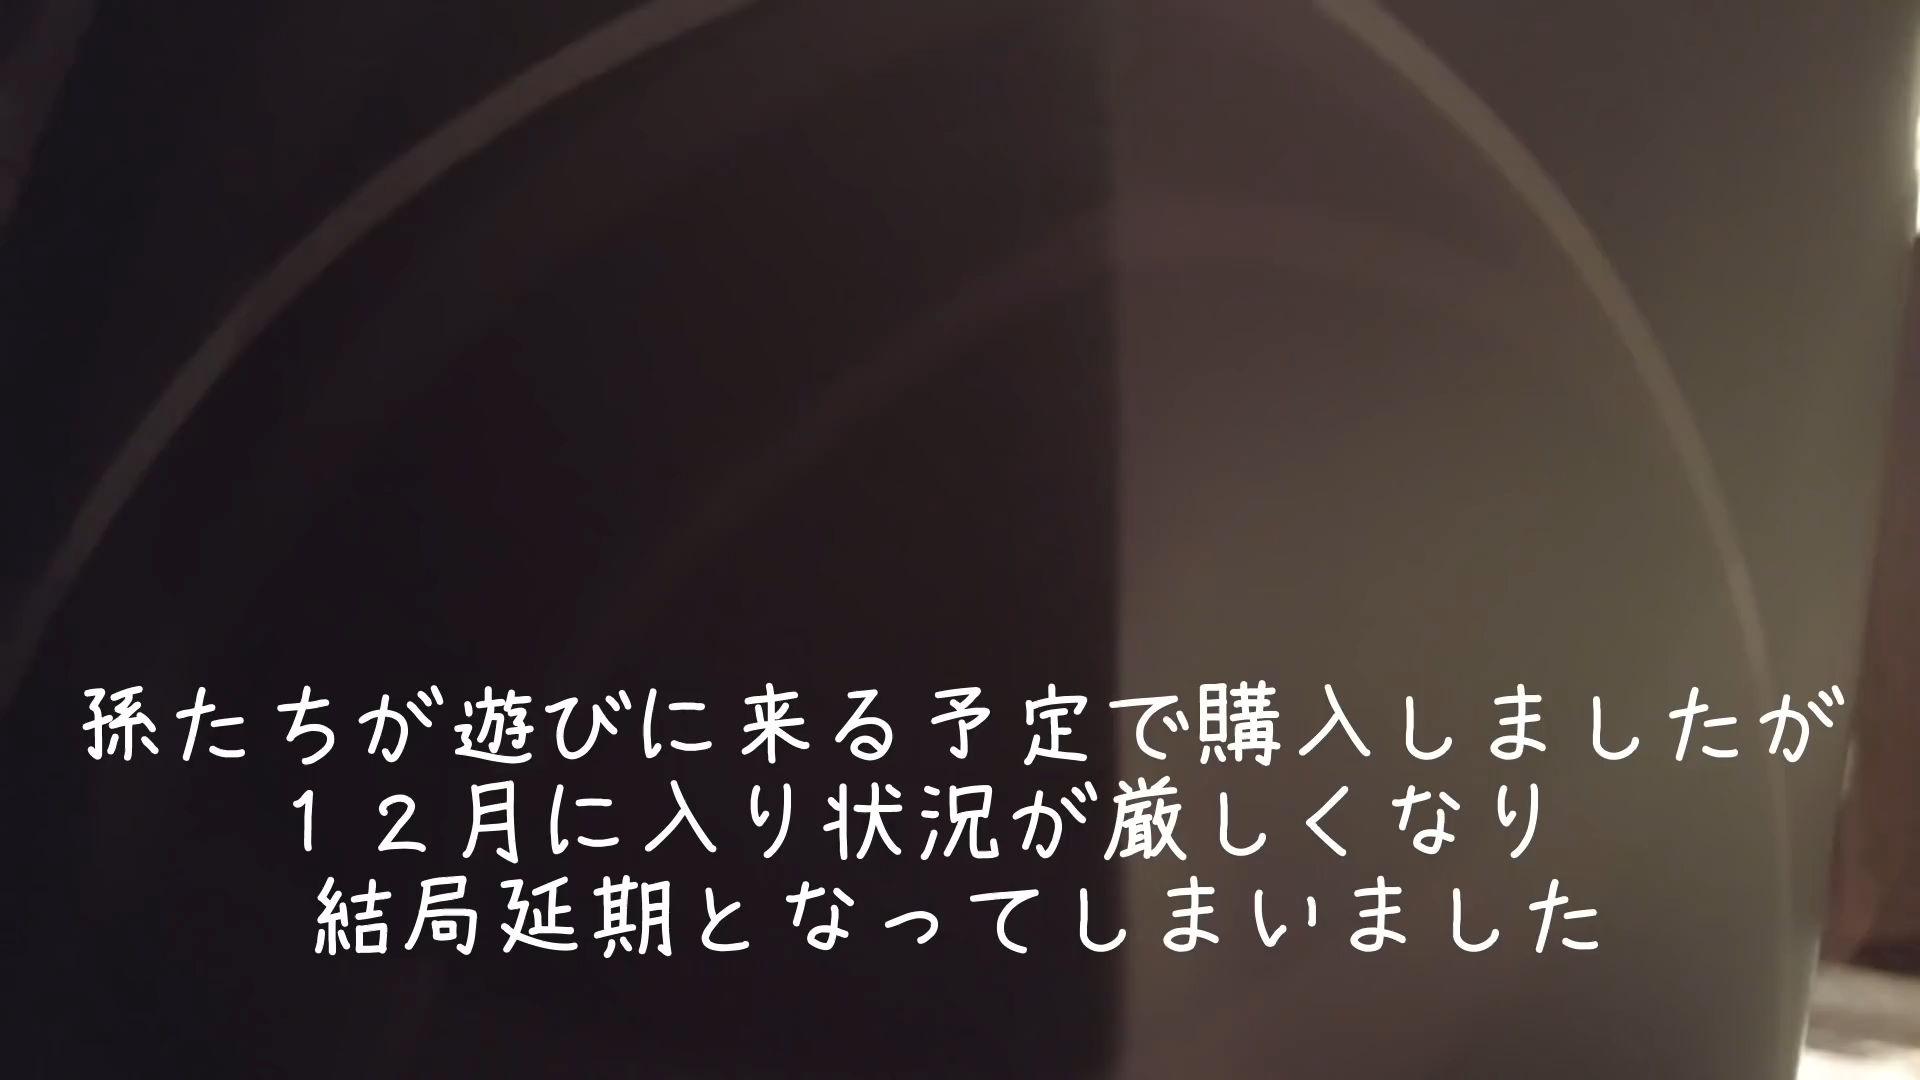 孫たちが遊びに来る予定で購入しましたが
１２月に入り状況が厳しくなり
結局延期となってしまいました